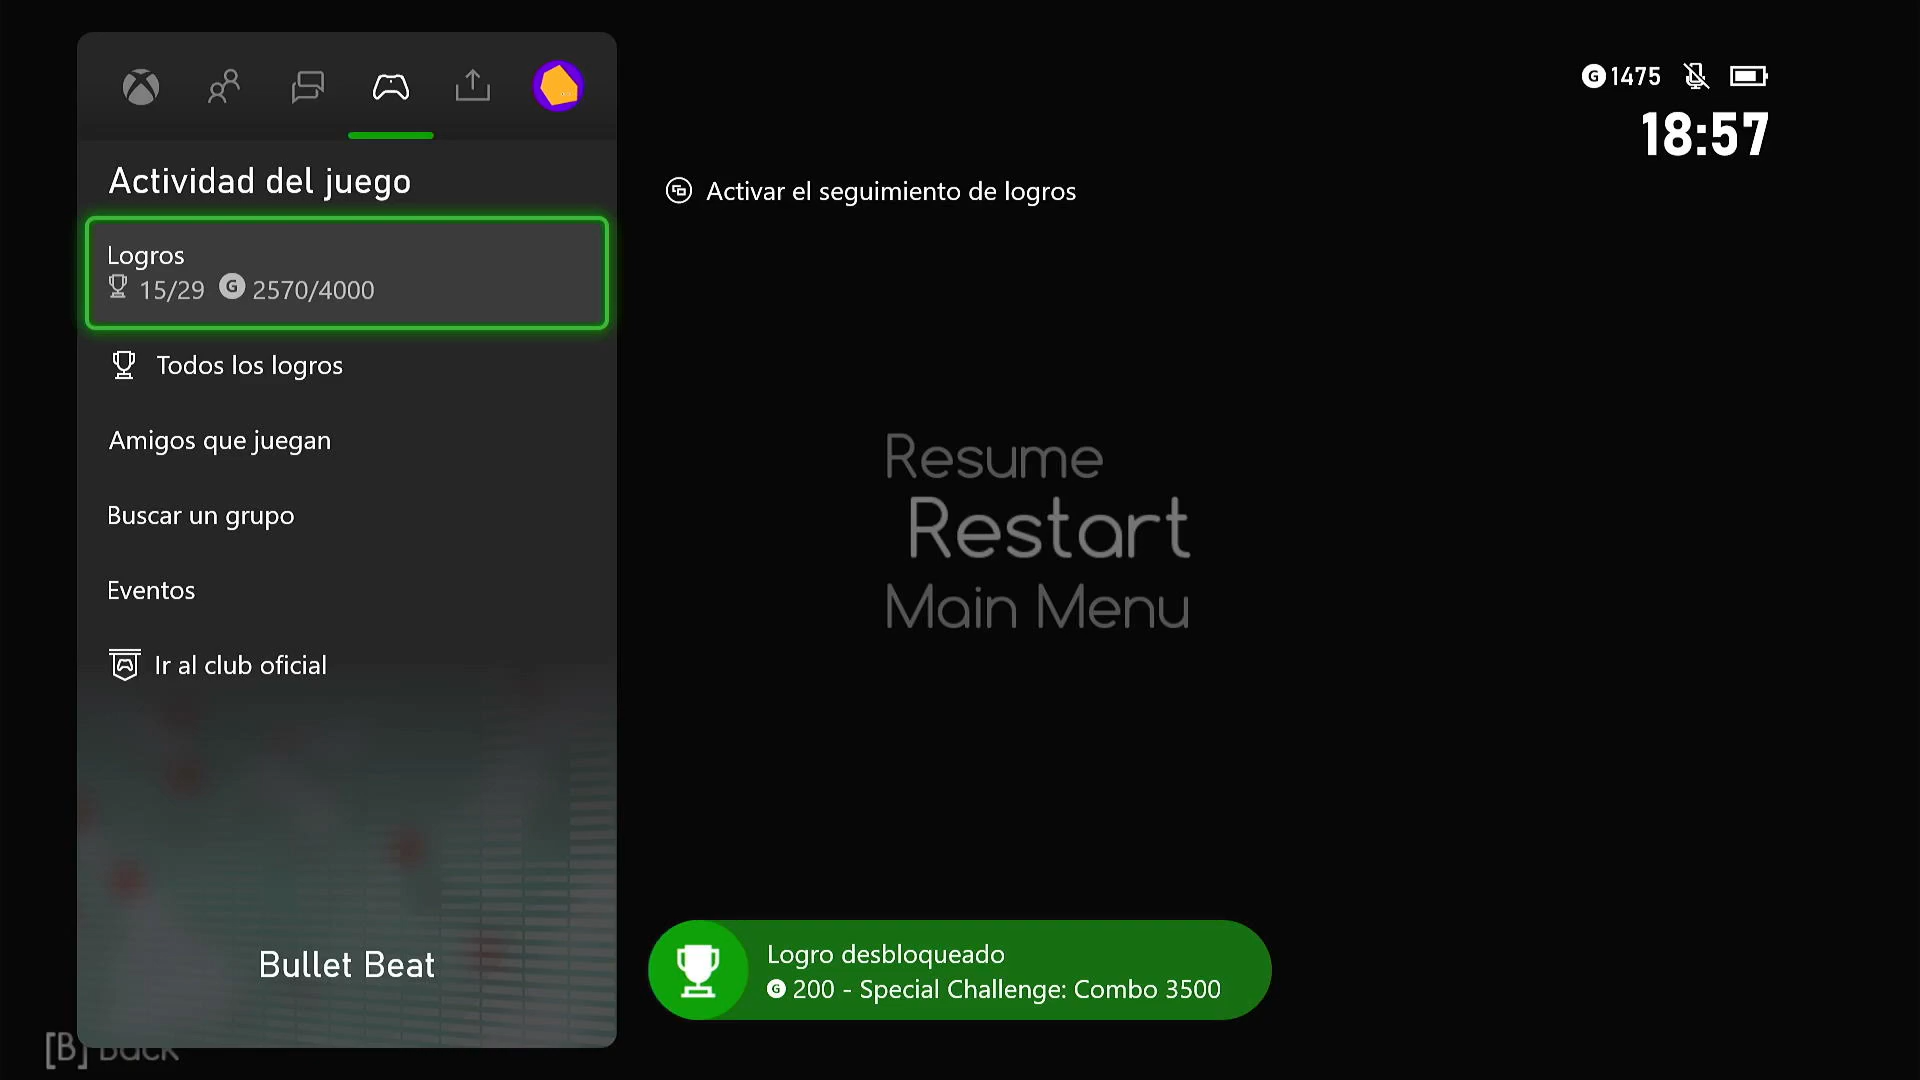 Actividad del juego
Logros
15/29 G 2570/4000
Todos los logros
Amigos que juegan
Buscar un grupo
Eventos
Ir al club oficial
Bullet Beat
[B] Back
Activar el seguimiento de logros
G 1475
18:57
Resume
Restart
Main Menu
Logro desbloqueado
G 200 - Special Challenge: Combo 3500